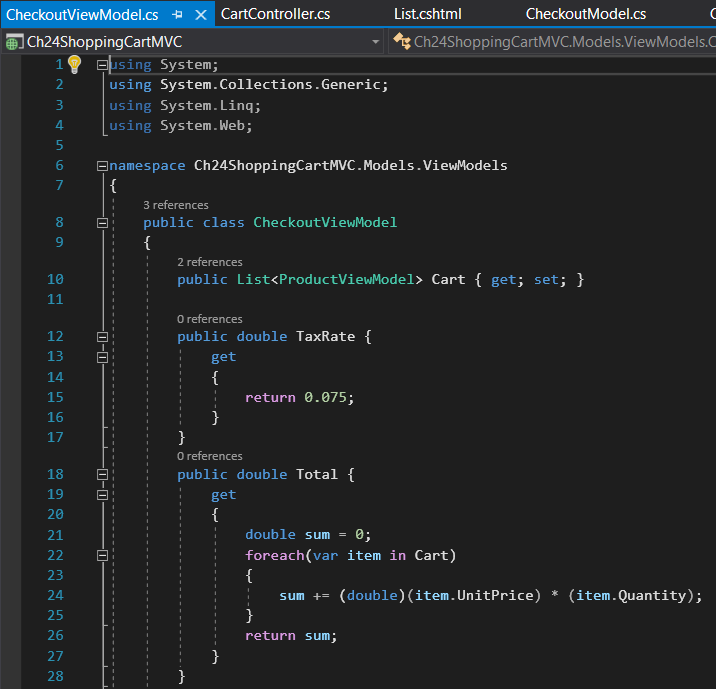 CheckoutViewModel.cs CartController.cs List.cshtml CheckoutModel.cs
Ch24ShoppingCartMVC Ch24ShoppingCartMVC.Models.ViewModels.C
1 using System;
2 using System.Collections.Generic;
3 using System.Linq;
4 using System.Web;
5
6 namespace Ch24ShoppingCartMVC.Models.ViewModels
7 {
3 references
8 public class CheckoutViewModel
9 {
2 references
10 public List<ProductViewModel> Cart { get; set; }
11
0 references
12 public double TaxRate {
13 get
14 {
15 return 0.075;
16 }
17 }
0 references
18 public double Total {
19 get
20 {
21 double sum = 0;
22 foreach(var item in Cart)
23 {
24 sum += (double)(item.UnitPrice) * (item.Quantity);
25 }
26 return sum;
27 }
28 }